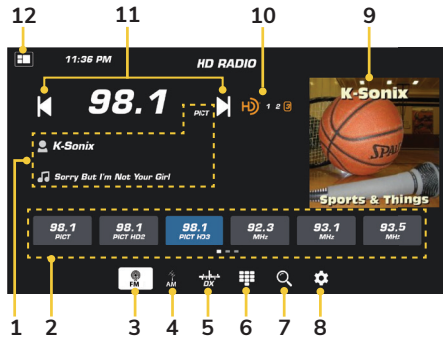 12 11 10 9
11:36 PM HD RADIO
98.1 PICT HD 1 2 3
K-Sonix
K-Sonix
Sorry But I'm Not Your Girl
SPAL
Sports & Things
98.1 98.1 98.1 92.3 93.1 93.5
PICT PICT HD2 PICT HD3 MHz MHz MHz
FM AM DX
1 2 3 4 5 6 7 8